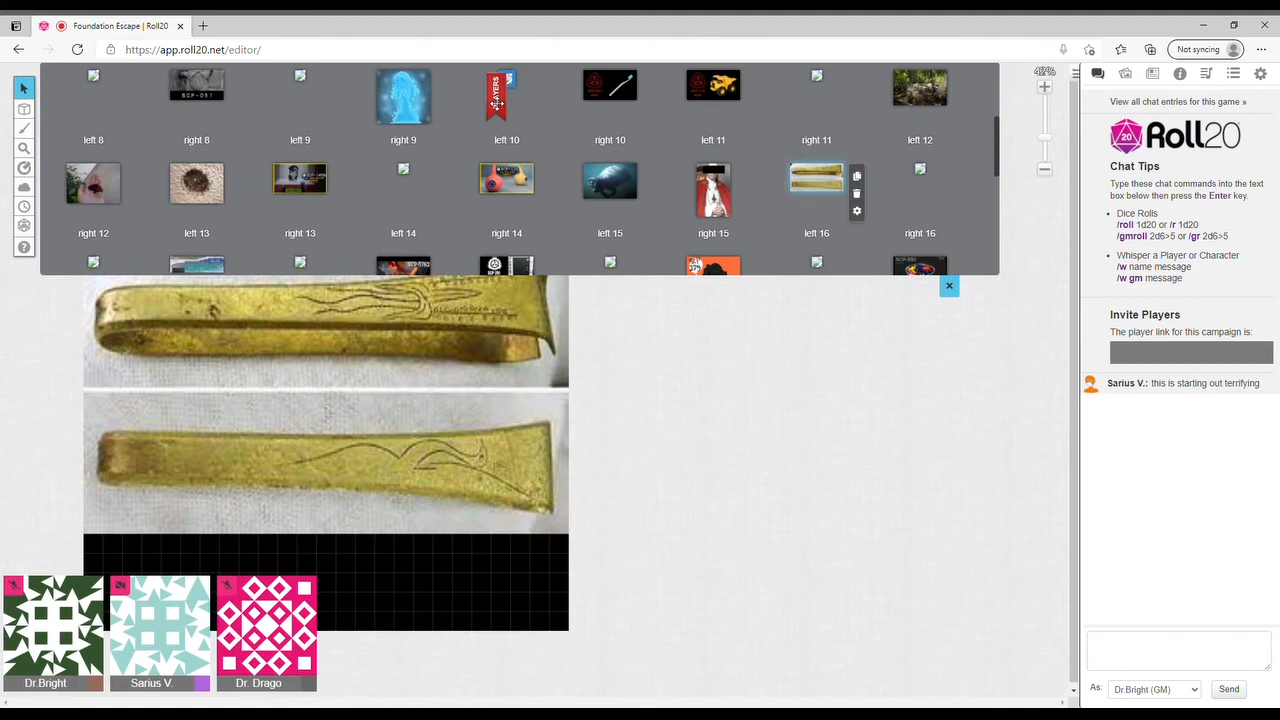 Foundation Escape | Roll20
https://app.roll20.net/editor/
Not syncing
42%
View all chat entries for this game »
Roll20
Chat Tips
Type these chat commands into the text
box below then press the Enter key.
Dice Rolls
/roll 1d20 or /r 1d20
/gmroll 2d6>5 or /gr 2d6>5
Whisper a Player or Character
/w name message
/w gm message
Invite Players
The player link for this campaign is:
Sarius V.: this is starting out terrifying
As:
Dr.Bright (GM)
Send
PLAYERS
SCP-051
left 8
right 8
left 9
right 9
left 10
right 10
left 11
right 11
left 12
right 12
left 13
right 13
left 14
right 14
left 15
right 15
left 16
right 16
Dr.Bright
Sarius V.
Dr. Drago